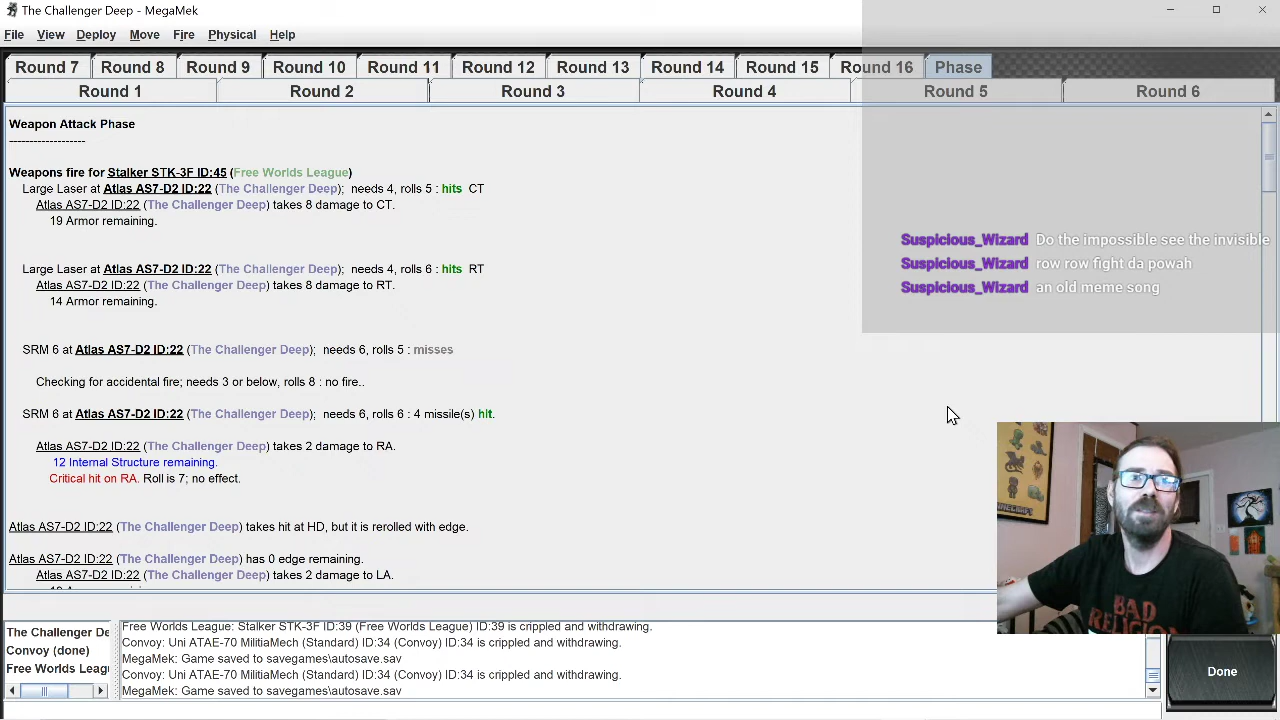 The Challenger Deep - MegaMek
File View Deploy Move Fire Physical Help
Round 7 Round 8 Round 9 Round 10 Round 11 Round 12 Round 13 Round 14 Round 15 Round 16 Phase
Round 1 Round 2 Round 3 Round 4 Round 5 Round 6
Weapon Attack Phase
-------------------
Weapons fire for Stalker STK-3F ID:45 (Free Worlds League)
Large Laser at Atlas AS7-D2 ID:22 (The Challenger Deep); needs 4, rolls 5 : hits CT
Atlas AS7-D2 ID:22 (The Challenger Deep) takes 8 damage to CT.
19 Armor remaining.
Large Laser at Atlas AS7-D2 ID:22 (The Challenger Deep); needs 4, rolls 6 : hits RT
Atlas AS7-D2 ID:22 (The Challenger Deep) takes 8 damage to RT.
14 Armor remaining.
SRM 6 at Atlas AS7-D2 ID:22 (The Challenger Deep); needs 6, rolls 5 : misses
Checking for accidental fire; needs 3 or below, rolls 8 : no fire..
SRM 6 at Atlas AS7-D2 ID:22 (The Challenger Deep); needs 6, rolls 6 : 4 missile(s) hit.
Atlas AS7-D2 ID:22 (The Challenger Deep) takes 2 damage to RA.
12 Internal Structure remaining.
Critical hit on RA. Roll is 7; no effect.
Atlas AS7-D2 ID:22 (The Challenger Deep) takes hit at HD, but it is rerolled with edge.
Atlas AS7-D2 ID:22 (The Challenger Deep) has 0 edge remaining.
Atlas AS7-D2 ID:22 (The Challenger Deep) takes 2 damage to LA.
Suspicious_Wizard Do the impossible see the invisible
Suspicious_Wizard row row fight da powah
Suspicious_Wizard an old meme song
BAD
RELIGION
The Challenger De
Convoy (done)
Free Worlds Leag
Free Worlds League: Stalker STK-3F ID:39 (Free Worlds League) ID:39 is crippled and withdrawing.
Convoy: Uni ATAE-70 MilitiaMech (Standard) ID:34 (Convoy) ID:34 is crippled and withdrawing.
MegaMek: Game saved to savegames\autosave.sav
Convoy: Uni ATAE-70 MilitiaMech (Standard) ID:34 (Convoy) ID:34 is crippled and withdrawing.
MegaMek: Game saved to savegames\autosave.sav
Done